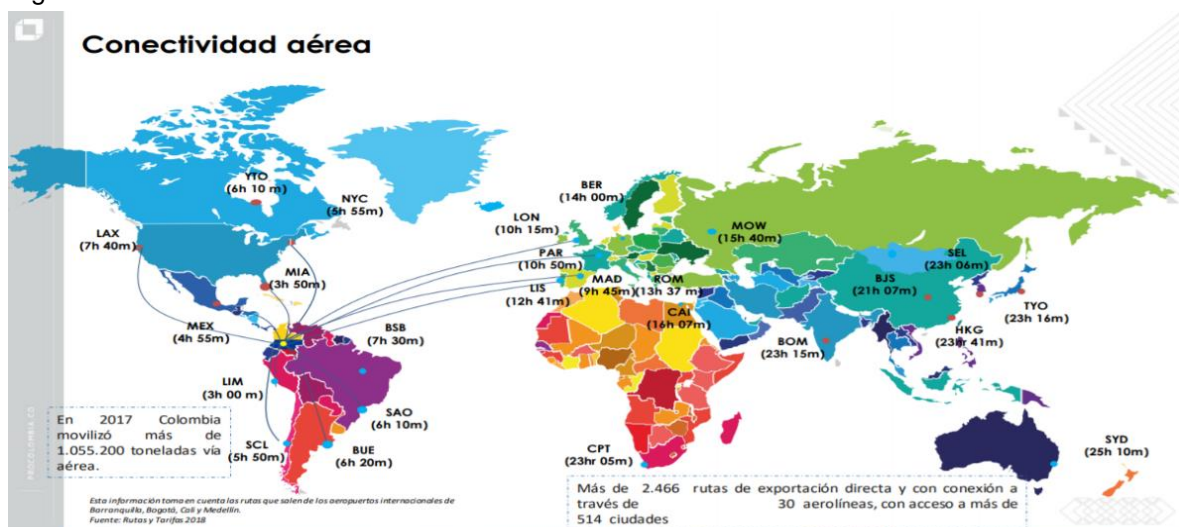 Conectividad aérea
YTO
(6h 10 m)
NYC
(5h 55m)
LAX
(7h 40m)
MIA
(3h 50m)
MEX
(4h 55m)
BSB
(7h 30m)
LIM
(3h 00 m)
SAO
(6h 10m)
SCL
(5h 50m)
BUE
(6h 20m)
BER
(14h 00m)
LON
(10h 15m)
PAR
(10h 50m)
LIS
(12h 41m)
MAD
(9h 45m)
ROM
(13h 37 m)
MOW
(15h 40m)
CAI
(16h 07m)
SEL
(23h 06m)
BJS
(21h 07m)
TYO
(23h 16m)
HKG
(23hr 41m)
BOM
(23h 15m)
CPT
(23hr 05m)
SYD
(25h 10m)
En 2017 Colombia
movilizó más de
1.055.200 toneladas vía
aérea.
Más de 2.466 rutas de exportación directa y con conexión a
través de 30 aerolíneas, con acceso a más de
514 ciudades
Esta información toma en cuenta las rutas que salen de los aeropuertos internacionales de
Barranquilla, Bogotá, Cali y Medellín.
Fuente: Rutas y Tarifas 2018
PROCOLOMBIA.CO